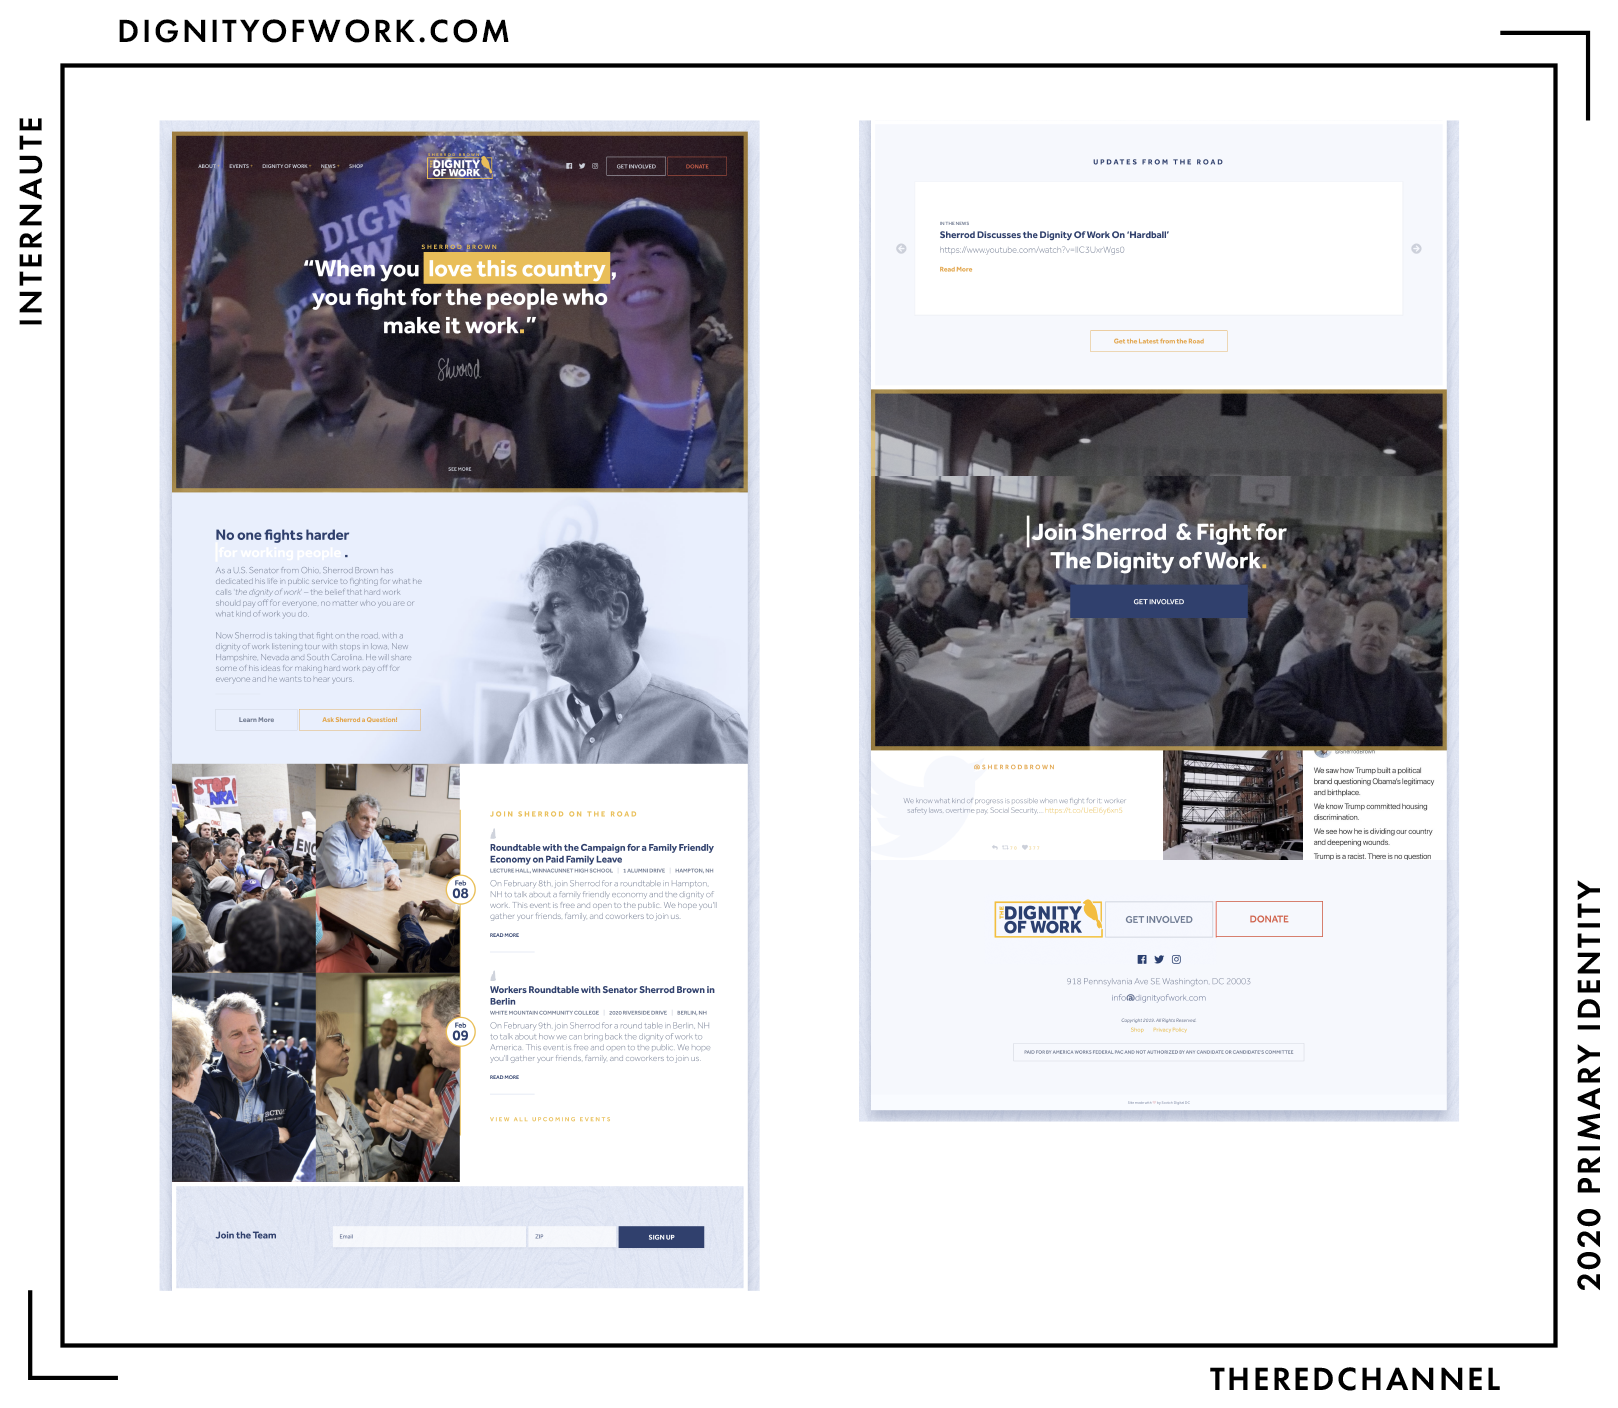 DIGNITYOFWORK.COM
INTERNAUTE
ABOUT
EVENTS
DIGNITY OF WORK
NEWS
SHOP
SHERROD BROWN
DIGNITY
OF WORK
GET INVOLVED
DONATE
DIGN
W
SHERROD BROWN
“When you love this country,
you fight for the people who
make it work.”
Sherrod
SEE MORE
No one fights harder
for working people.
As a U.S. Senator from Ohio, Sherrod Brown has
dedicated his life in public service to fighting for what he
calls ‘the dignity of work’ – the belief that hard work
should pay off for everyone, no matter who you are or
what kind of work you do.
Now Sherrod is taking that fight on the road, with a
dignity of work listening tour with stops in Iowa, New
Hampshire, Nevada and South Carolina. He will share
some of his ideas for making hard work pay off for
everyone and he wants to hear yours.
Learn More
Ask Sherrod a Question!
STOP
NRA!
ENO
BCTGM
JOIN SHERROD ON THE ROAD
Feb
08
Roundtable with the Campaign for a Family Friendly
Economy on Paid Family Leave
LECTURE HALL, WINNACUNNET HIGH SCHOOL | 1 ALUMNI DRIVE | HAMPTON, NH
On February 8th, join Sherrod for a roundtable in Hampton,
NH to talk about a family friendly economy and the dignity of
work. This event is free and open to the public. We hope you'll
gather your friends, family, and coworkers to join us.
READ MORE
Feb
09
Workers Roundtable with Senator Sherrod Brown in
Berlin
WHITE MOUNTAIN COMMUNITY COLLEGE | 2020 RIVERSIDE DRIVE | BERLIN, NH
On February 9th, join Sherrod for a round table in Berlin, NH
to talk about how we can bring back the dignity of work to
America. This event is free and open to the public. We hope
you'll gather your friends, family, and coworkers to join us.
READ MORE
VIEW ALL UPCOMING EVENTS
Join the Team
Email
ZIP
SIGN UP
UPDATES FROM THE ROAD
IN THE NEWS
Sherrod Discusses the Dignity Of Work On ‘Hardball’
https://www.youtube.com/watch?v=lIC3UxrWgs0
Read More
Get the Latest from the Road
Join Sherrod & Fight for
The Dignity of Work.
GET INVOLVED
@SHERRODBROWN
We know what kind of progress is possible when we fight for it: worker
safety laws, overtime pay, Social Security,…
@SherrodBrown
We saw how Trump built a political
brand questioning Obama's legitimacy
and birthplace.
We know Trump committed housing
discrimination.
We see how he is dividing our country
and deepening wounds.
Trump is a racist. There is no question
THE
DIGNITY
OF WORK
GET INVOLVED
DONATE
918 Pennsylvania Ave SE Washington, DC 20003
info@dignityofwork.com
Copyright 2019. All Rights Reserved.
Shop
Privacy Policy
PAID FOR BY AMERICA WORKS FEDERAL PAC AND NOT AUTHORIZED BY ANY CANDIDATE OR CANDIDATE'S COMMITTEE
2020 PRIMARY IDENTITY
THEREDCHANNEL